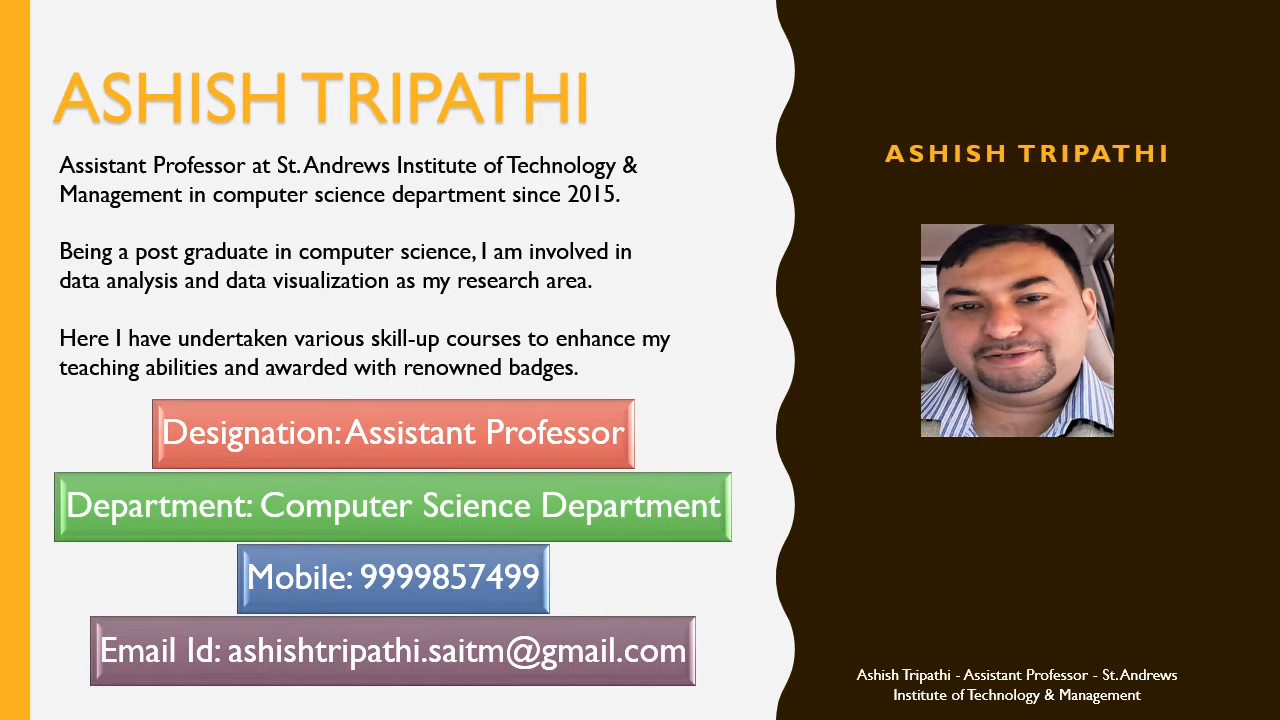 ASHISH TRIPATHI
Assistant Professor at St. Andrews Institute of Technology &
Management in computer science department since 2015.
Being a post graduate in computer science, I am involved in
data analysis and data visualization as my research area.
Here I have undertaken various skill-up courses to enhance my
teaching abilities and awarded with renowned badges.
Designation: Assistant Professor
Department: Computer Science Department
Mobile: 9999857499
Email Id: ashishtripathi.saitm@gmail.com
ASHISH TRIPATHI
Ashish Tripathi - Assistant Professor - St. Andrews
Institute of Technology & Management